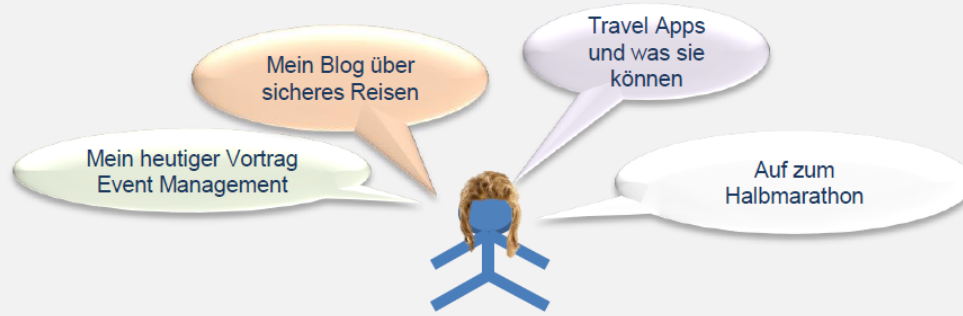 Travel Apps
und was sie
können
Mein Blog über
sicheres Reisen
Mein heutiger Vortrag
Event Management
Auf zum
Halbmarathon